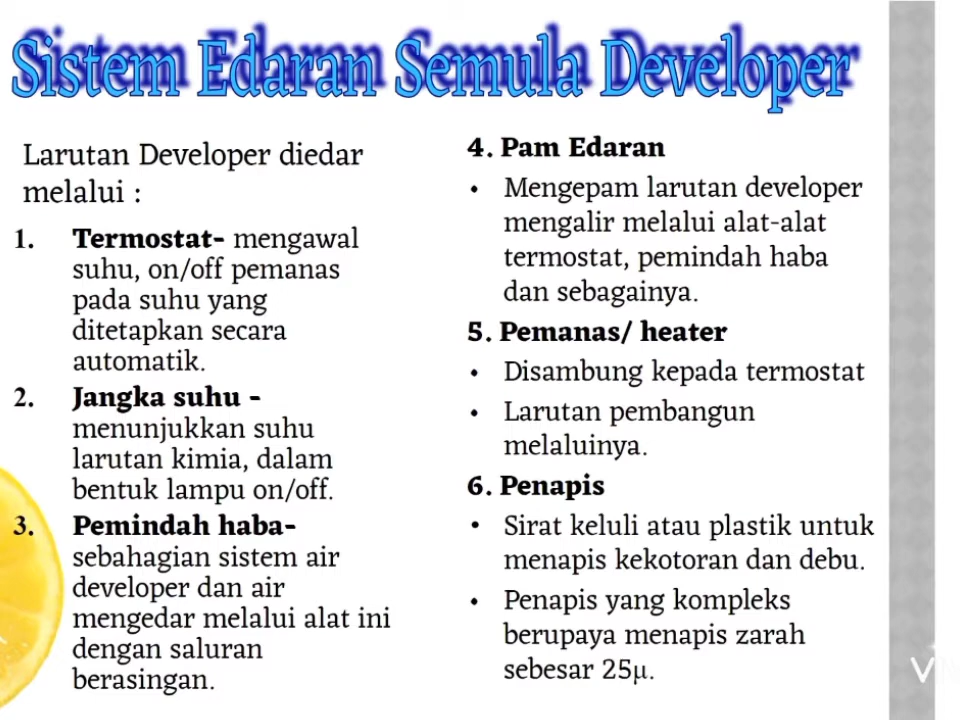 Sistem Edaran Semula Developer
Larutan Developer diedar
melalui :
1. Termostat- mengawal
suhu, on/off pemanas
pada suhu yang
ditetapkan secara
automatik.
2. Jangka suhu -
menunjukkan suhu
larutan kimia, dalam
bentuk lampu on/off.
3. Pemindah haba-
sebahagian sistem air
developer dan air
mengedar melalui alat ini
dengan saluran
berasingan.
4. Pam Edaran
• Mengepam larutan developer
mengalir melalui alat-alat
termostat, pemindah haba
dan sebagainya.
5. Pemanas/ heater
• Disambung kepada termostat
• Larutan pembangun
melaluinya.
6. Penapis
• Sirat keluli atau plastik untuk
menapis kekotoran dan debu.
• Penapis yang kompleks
berupaya menapis zarah
sebesar 25µ.